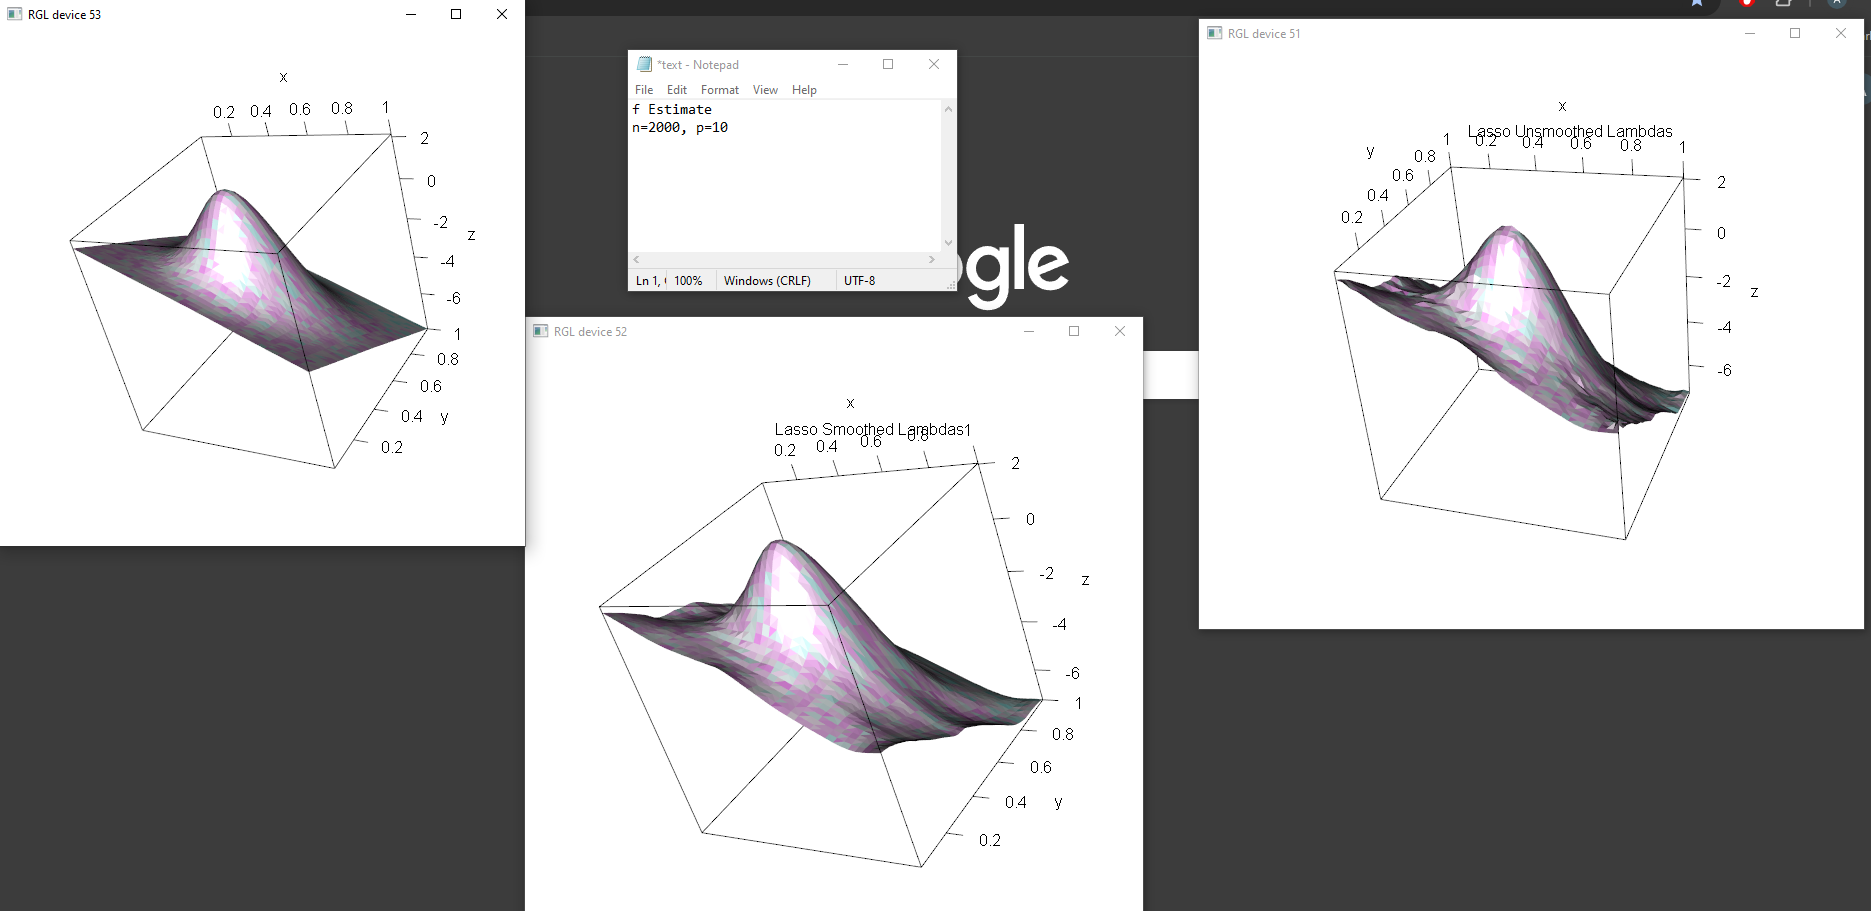 RGL device 53
x
0.2 0.4 0.6 0.8 1
2
0
-2
z
-4
-6
1
0.8
0.6
0.4 y
0.2
*text - Notepad
File Edit Format View Help
f Estimate
n=2000, p=10
Ln 1, 100% Windows (CRLF) UTF-8
gle
RGL device 52
x
Lasso Smoothed Lambdas
0.2 0.4 0.6 0.8 1
2
0
-2
z
-4
-6
1
0.8
0.6
0.4 y
0.2
RGL device 51
x
Lasso Unsmoothed Lambdas
0.2 0.4 0.6 0.8 1
y
1
0.8
0.6
0.4
0.2
2
0
-2
z
-4
-6